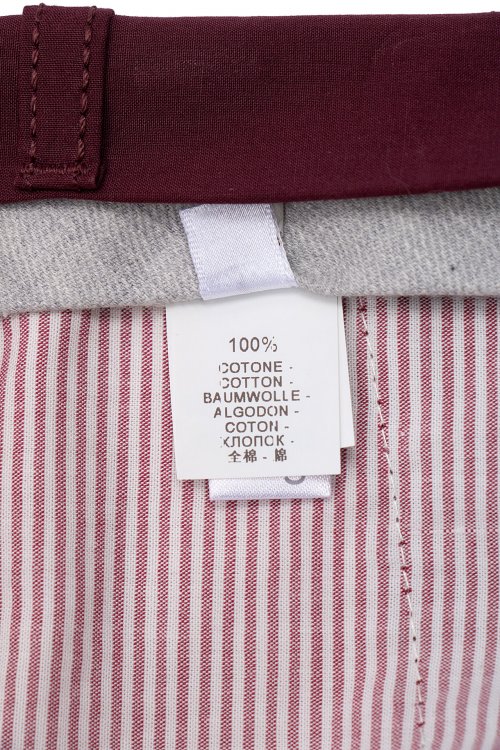 100%
COTONE -
COTTON -
BAUMWOLLE -
ALGODON -
COTON -
ХЛОПОК -
全棉 - 綿